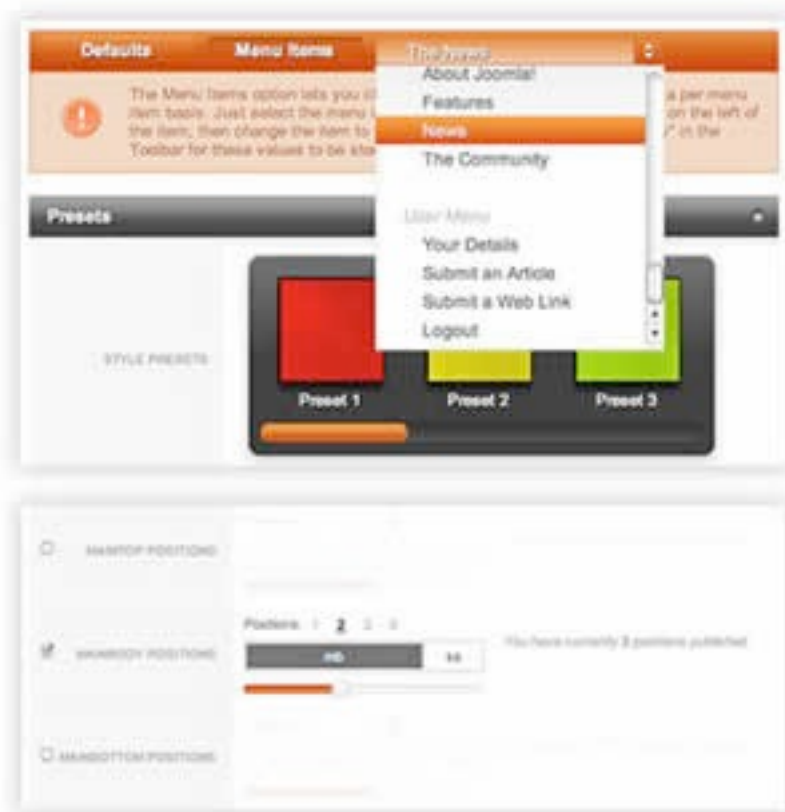 Defaults Menu Items The News
About Joomla!
Features
News
The Community
User Menu
Your Details
Submit an Article
Submit a Web Link
Logout
The Menu Items option lets you a per menu
item basis. Just select the menu on the left of
the item, then change the item to in the
Toolbar for these values to be
Presets
STYLE PRESETS
Preset 1 Preset 2 Preset 3
MAINTOP POSITIONS
Positions: 1 2 3 4
MAINBODY POSITIONS
mb
You have currently 2 positions published
MAINBOTTOM POSITIONS